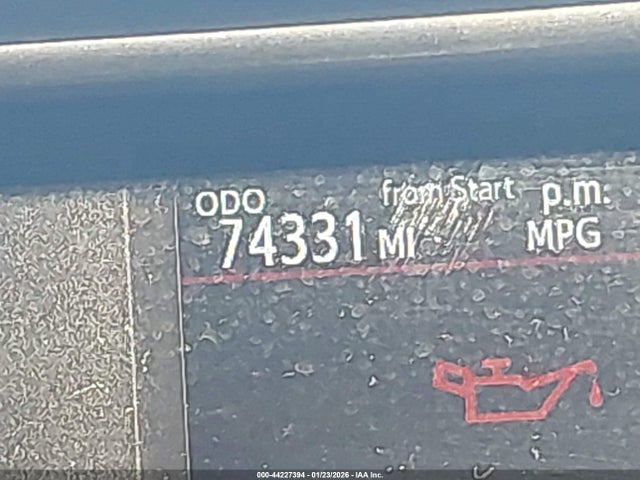 ODO from Start p.m.
74331 MI MPG
000-44227394 - 01/23/2026 - IAA Inc.